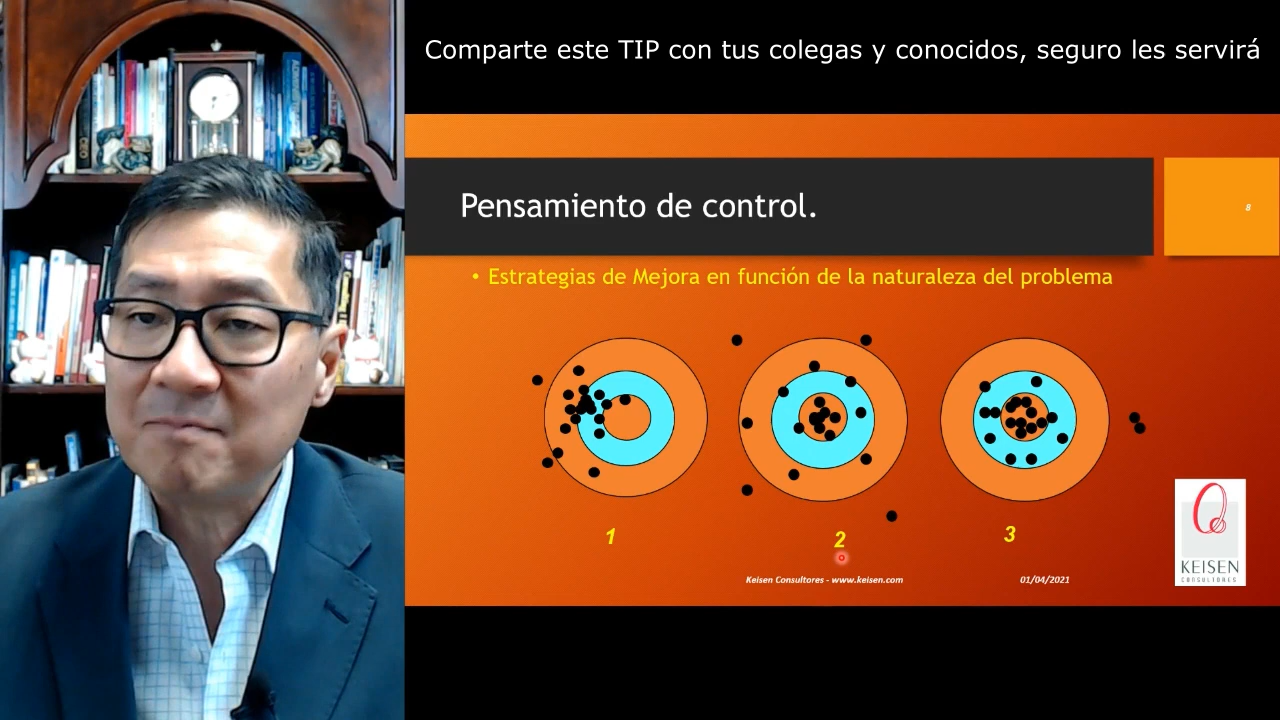 Comparte este TIP con tus colegas y conocidos, seguro les servirá
Pensamiento de control.
8
• Estrategias de Mejora en función de la naturaleza del problema
1
2
3
Keisen Consultores - www.keisen.com
01/04/2021
KEISEN
CONSULTORES